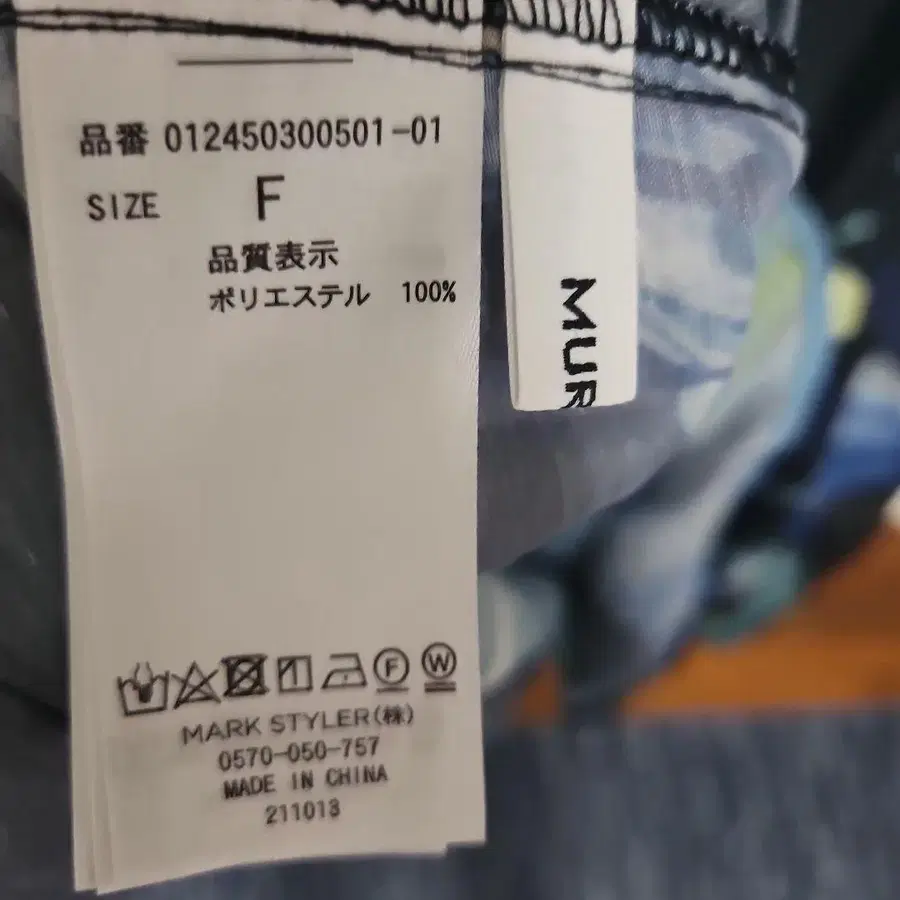 品番 012450300501-01
SIZE F
品質表示
ポリエステル 100%
MUR
F W
MARK STYLER(株)
0570-050-757
MADE IN CHINA
211013